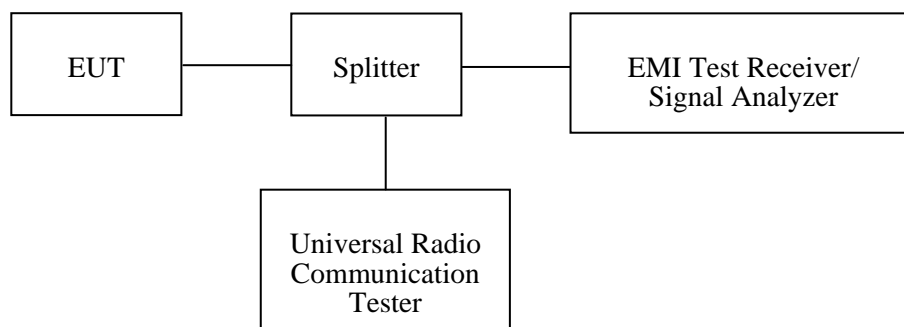 EUT
Splitter
EMI Test Receiver/
Signal Analyzer
Universal Radio
Communication
Tester